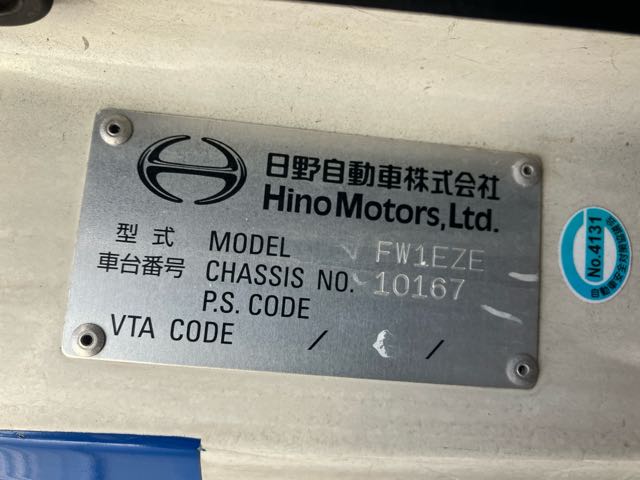 日野自動車株式会社
Hino Motors, Ltd.
型式 MODEL FW1EZE
車台番号 CHASSIS NO. 10167
P.S. CODE
VTA CODE / /
No.4131